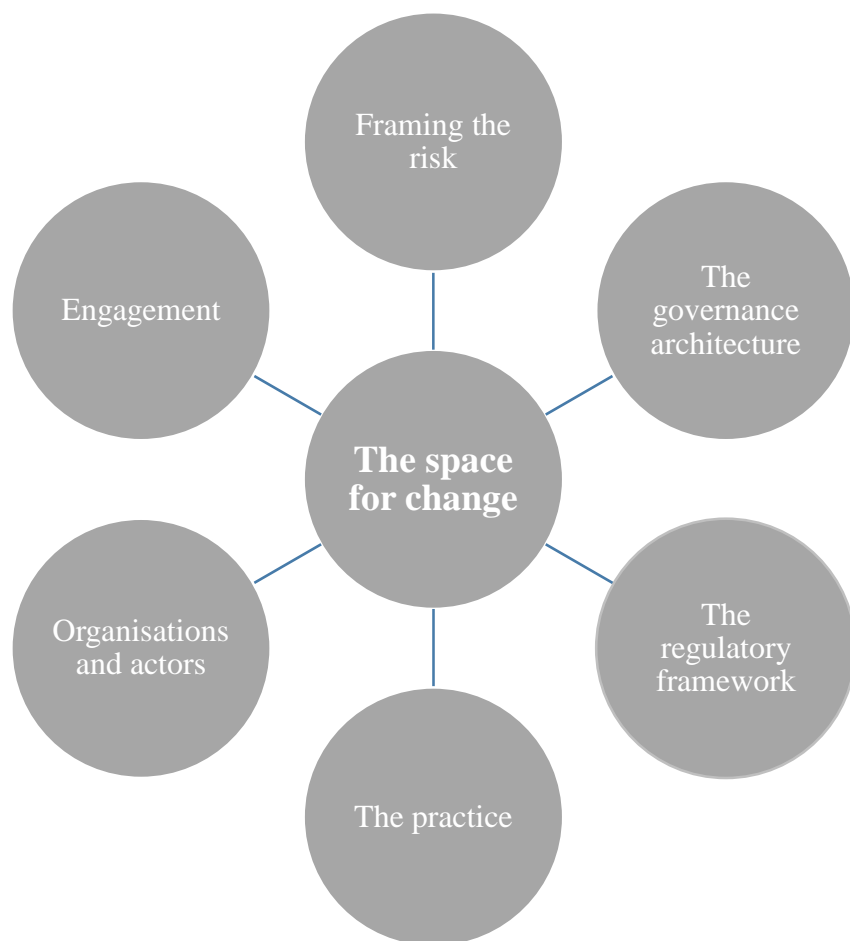 Framing the
risk
Engagement
The
governance
architecture
The space
for change
Organisations
and actors
The
regulatory
framework
The practice